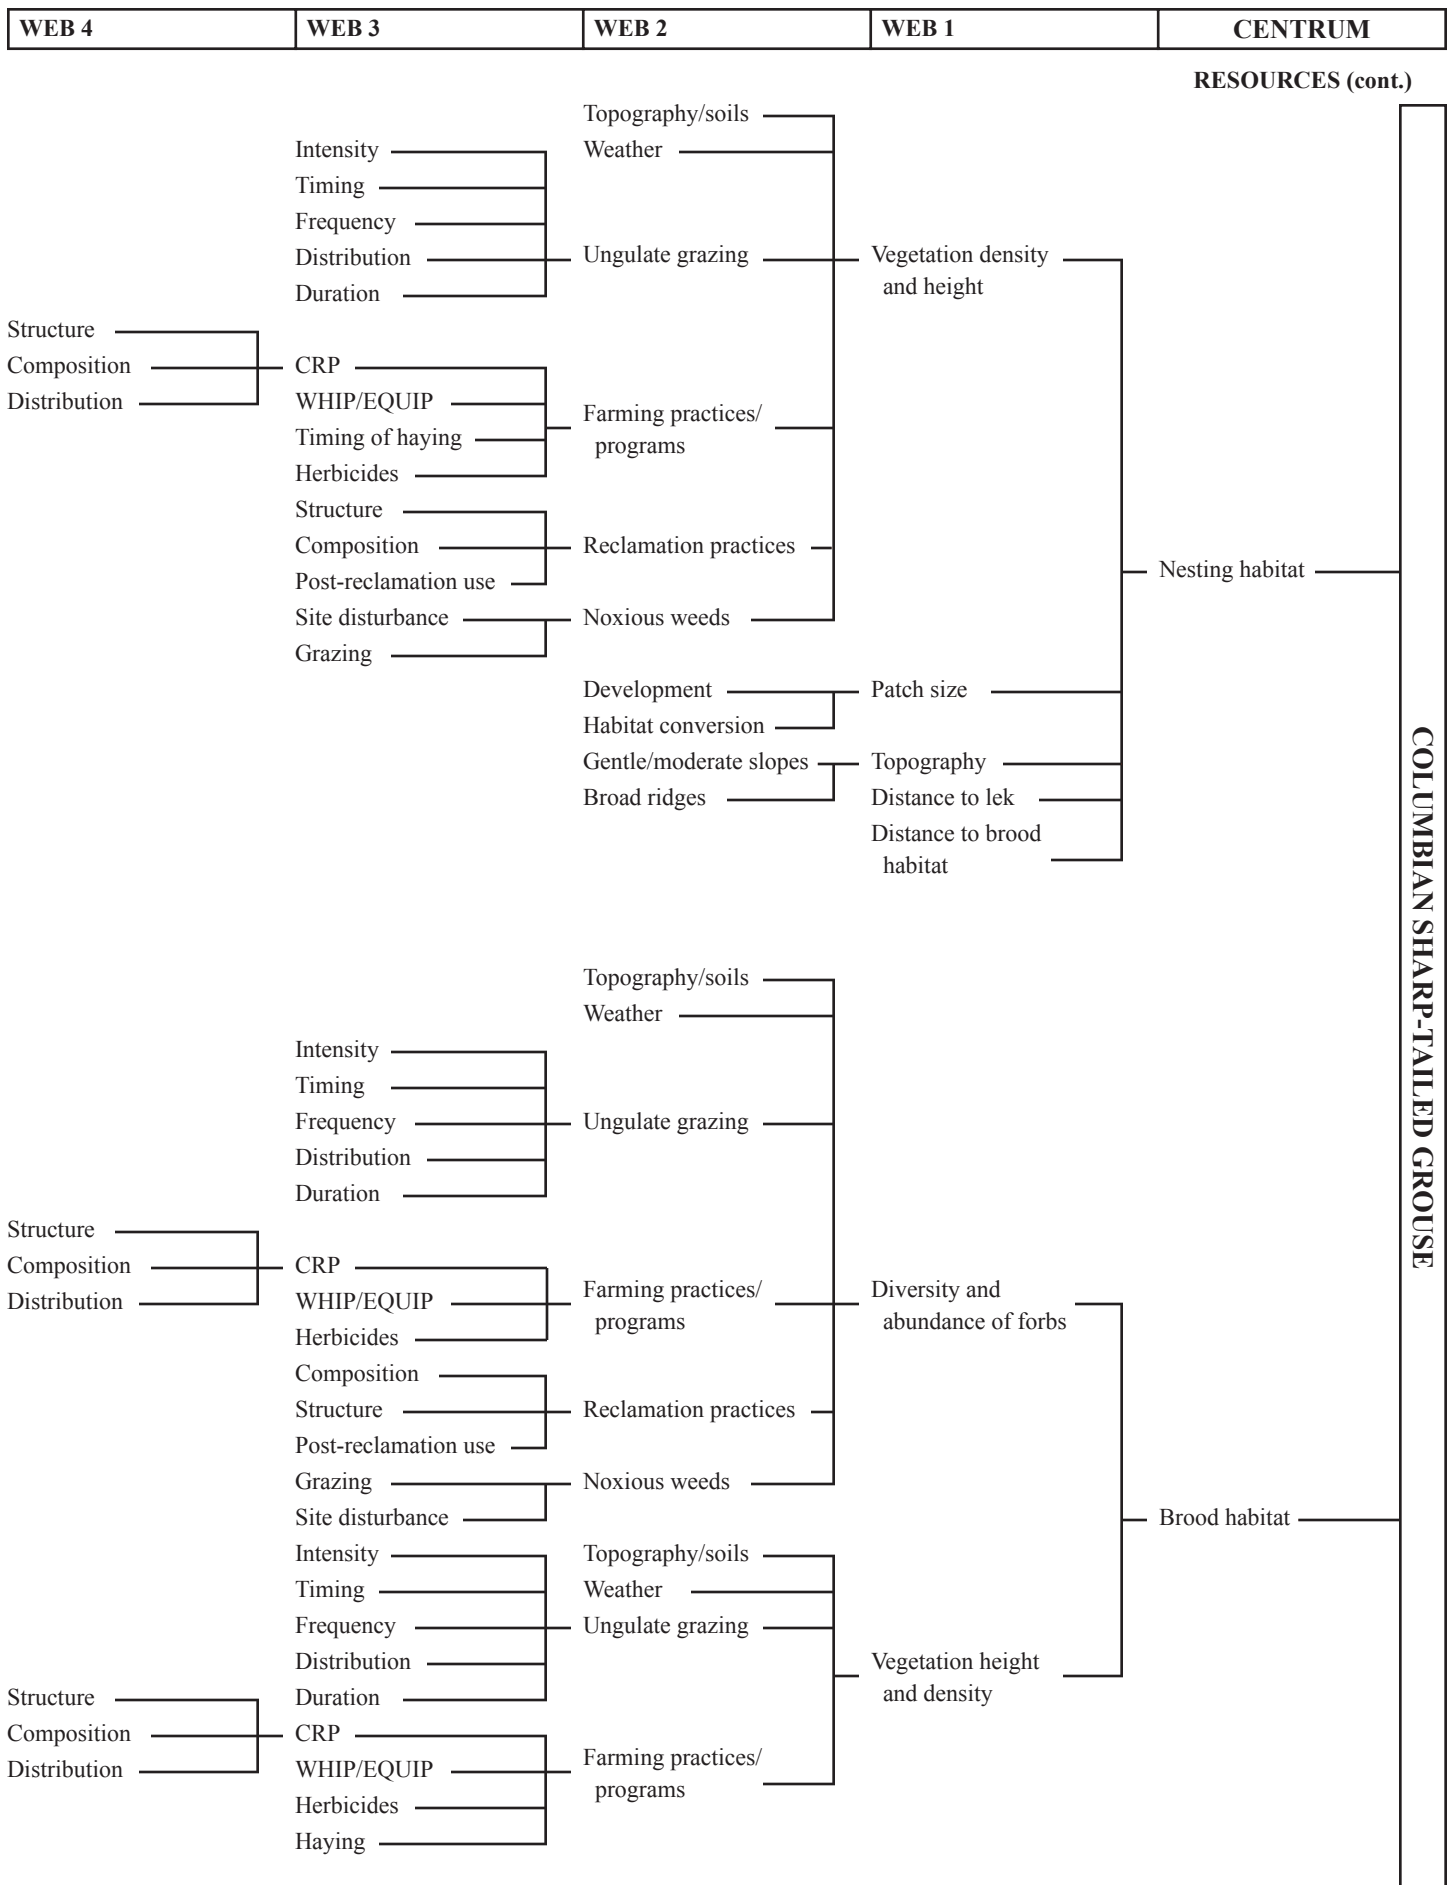 WEB 4
WEB 3
WEB 2
WEB 1
CENTRUM
RESOURCES (cont.)
Topography/soils
Intensity
Weather
Timing
Frequency
Distribution
Ungulate grazing
Vegetation density
and height
Duration
Structure
Composition
CRP
Distribution
WHIP/EQUIP
Farming practices/
programs
Timing of haying
Herbicides
Structure
Composition
Reclamation practices
Post-reclamation use
Nesting habitat
Site disturbance
Noxious weeds
Grazing
Development
Patch size
Habitat conversion
Gentle/moderate slopes
Topography
Broad ridges
Distance to lek
Distance to brood
habitat
COLUMBIAN SHARP-TAILED GROUSE
Topography/soils
Weather
Intensity
Timing
Frequency
Ungulate grazing
Distribution
Duration
Structure
Composition
CRP
Distribution
WHIP/EQUIP
Farming practices/
programs
Diversity and
abundance of forbs
Herbicides
Composition
Structure
Reclamation practices
Post-reclamation use
Grazing
Noxious weeds
Site disturbance
Brood habitat
Intensity
Topography/soils
Timing
Weather
Frequency
Ungulate grazing
Distribution
Vegetation height
and density
Structure
Duration
Composition
CRP
Distribution
WHIP/EQUIP
Farming practices/
programs
Herbicides
Haying